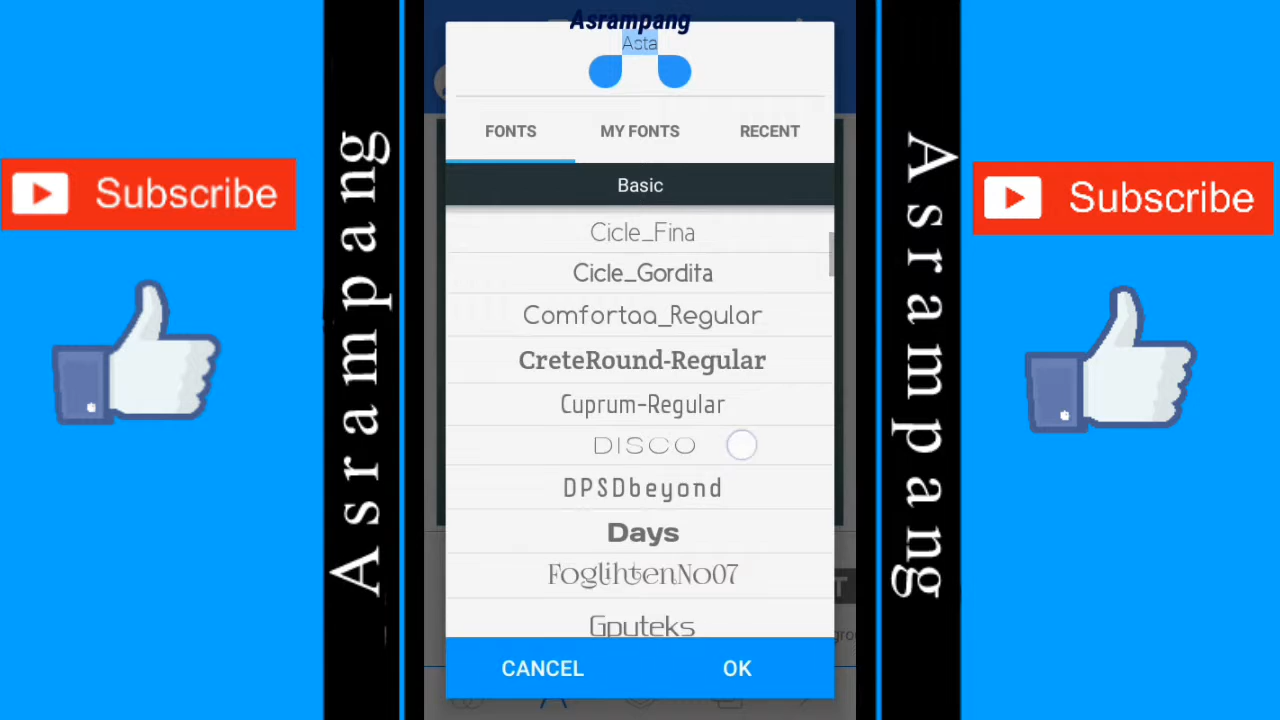 Asrampang
Asta
FONTS MY FONTS RECENT
Basic
Cicle_Fina
Cicle_Gordita
Comfortaa_Regular
CreteRound-Regular
Cuprum-Regular
DISCO
DPSDbeyond
Days
FoglihtenNo07
Gputeks
CANCEL OK
Subscribe
Asrampang
Asrampang
Subscribe